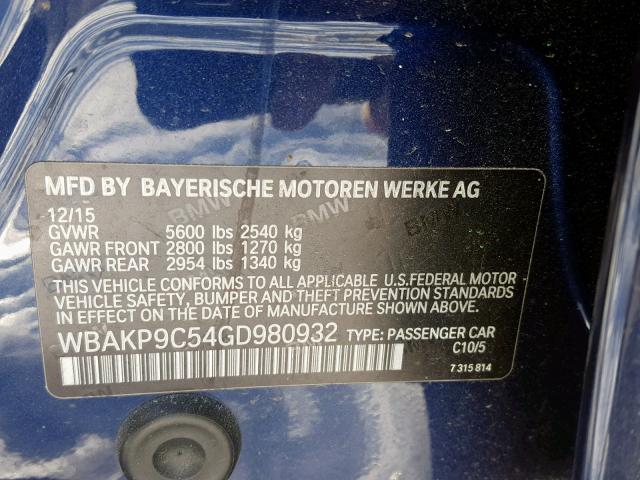 MFD BY BAYERISCHE MOTOREN WERKE AG
12/15
GVWR 5600 lbs 2540 kg
GAWR FRONT 2800 lbs 1270 kg
GAWR REAR 2954 lbs 1340 kg
THIS VEHICLE CONFORMS TO ALL APPLICABLE U.S.FEDERAL MOTOR
VEHICLE SAFETY, BUMPER AND THEFT PREVENTION STANDARDS
IN EFFECT ON THE DATE OF MANUFACTURE SHOWN ABOVE.
WBAKP9C54GD980932 TYPE: PASSENGER CAR
C10/5
7 315 814